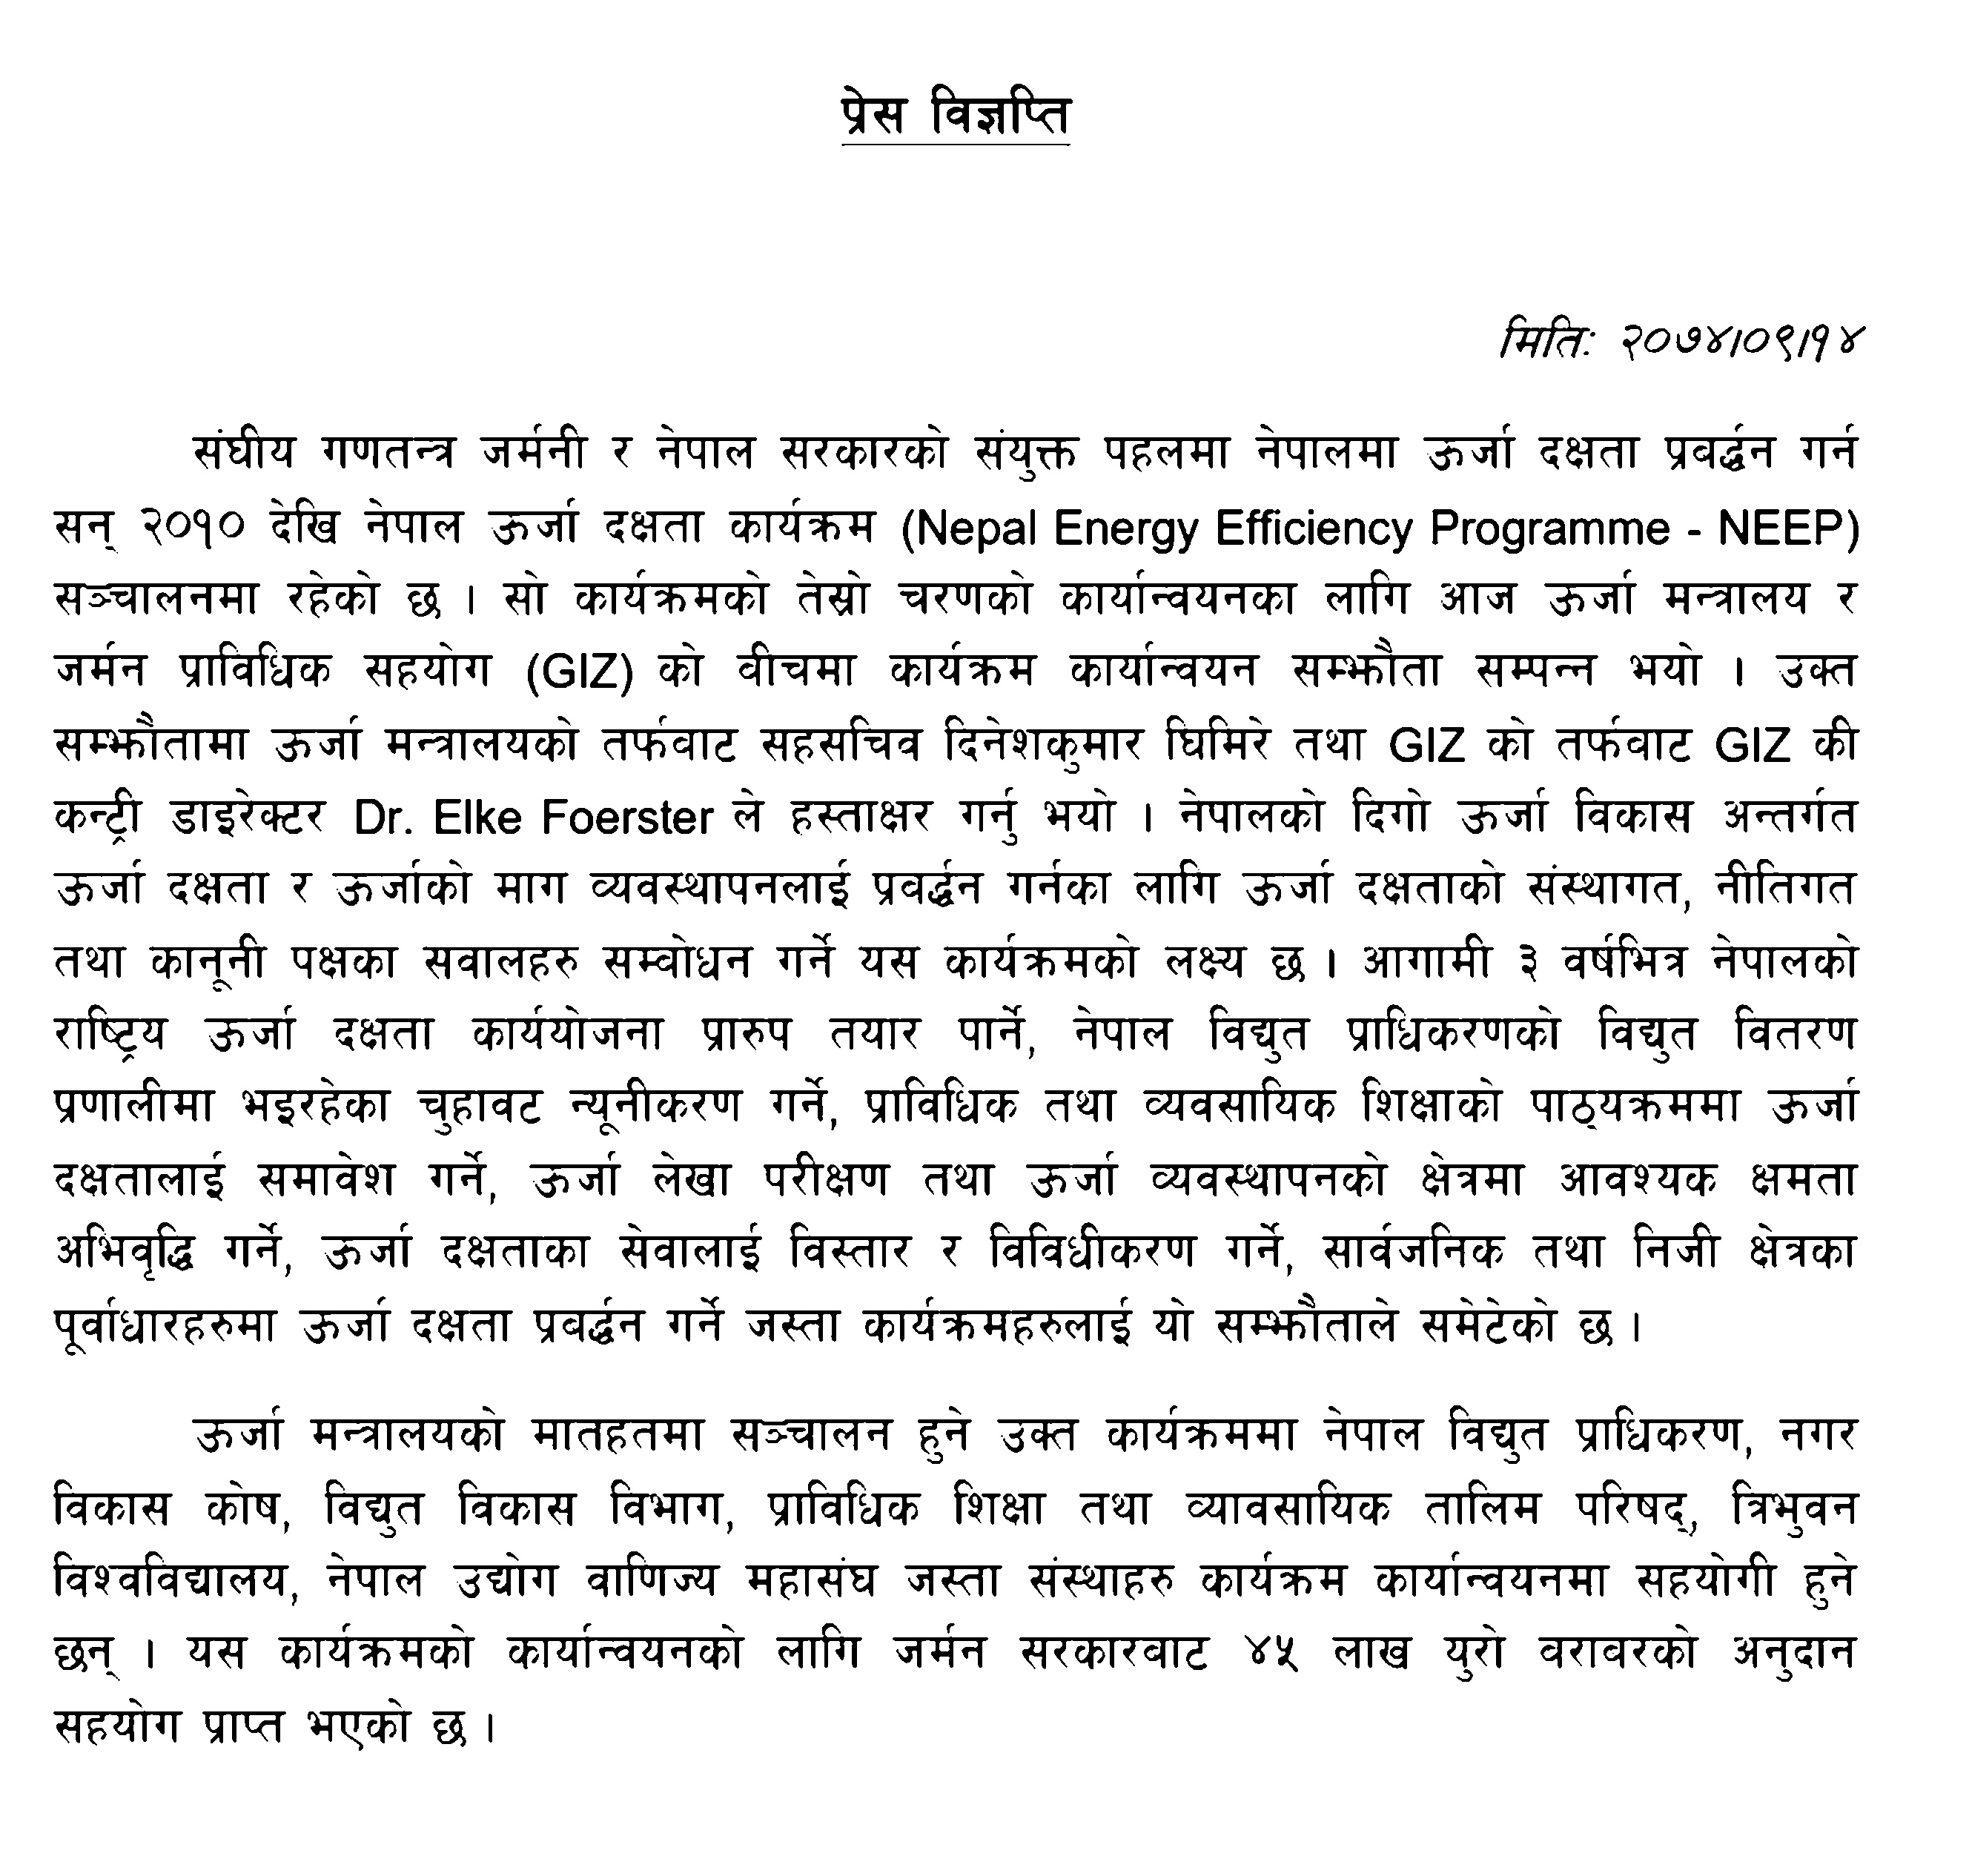 प्रेस विज्ञप्ति
मिति: २०७४।०९।१४
संघीय गणतन्त्र जर्मनी र नेपाल सरकारको संयुक्त पहलमा नेपालमा ऊर्जा दक्षता प्रबर्द्धन गर्न
सन् २०१० देखि नेपाल ऊर्जा दक्षता कार्यक्रम (Nepal Energy Efficiency Programme - NEEP)
सञ्चालनमा रहेको छ । सो कार्यक्रमको तेस्रो चरणको कार्यान्वयनका लागि आज ऊर्जा मन्त्रालय र
जर्मन प्राविधिक सहयोग (GIZ) को वीचमा कार्यक्रम कार्यान्वयन सम्झौता सम्पन्न भयो । उक्त
सम्झौतामा ऊर्जा मन्त्रालयको तर्फवाट सहसचिव दिनेशकुमार घिमिरे तथा GIZ को तर्फवाट GIZ की
कन्ट्री डाइरेक्टर Dr. Elke Foerster ले हस्ताक्षर गर्नु भयो । नेपालको दिगो ऊर्जा विकास अन्तर्गत
ऊर्जा दक्षता र ऊर्जाको माग व्यवस्थापनलाई प्रवर्द्धन गर्नका लागि ऊर्जा दक्षताको संस्थागत, नीतिगत
तथा कानूनी पक्षका सवालहरु सम्वोधन गर्ने यस कार्यक्रमको लक्ष्य छ । आगामी ३ वर्षभित्र नेपालको
राष्ट्रिय ऊर्जा दक्षता कार्ययोजना प्रारुप तयार पार्ने, नेपाल विद्युत प्राधिकरणको विद्युत वितरण
प्रणालीमा भइरहेका चुहावट न्यूनीकरण गर्ने, प्राविधिक तथा व्यवसायिक शिक्षाको पाठ्यक्रममा ऊर्जा
दक्षतालाई समावेश गर्ने, ऊर्जा लेखा परीक्षण तथा ऊर्जा व्यवस्थापनको क्षेत्रमा आवश्यक क्षमता
अभिवृद्धि गर्ने, ऊर्जा दक्षताका सेवालाई विस्तार र विविधीकरण गर्ने, सार्वजनिक तथा निजी क्षेत्रका
पूर्वाधारहरुमा ऊर्जा दक्षता प्रबर्द्धन गर्ने जस्ता कार्यक्रमहरुलाई यो सम्झौताले समेटेको छ ।
ऊर्जा मन्त्रालयको मातहतमा सञ्चालन हुने उक्त कार्यक्रममा नेपाल विद्युत प्राधिकरण, नगर
विकास कोष, विद्युत विकास विभाग, प्राविधिक शिक्षा तथा व्यावसायिक तालिम परिषद्, त्रिभुवन
विश्वविद्यालय, नेपाल उद्योग वाणिज्य महासंघ जस्ता संस्थाहरु कार्यक्रम कार्यान्वयनमा सहयोगी हुने
छन् । यस कार्यक्रमको कार्यान्वयनको लागि जर्मन सरकारबाट ४५ लाख युरो वरावरको अनुदान
सहयोग प्राप्त भएको छ ।